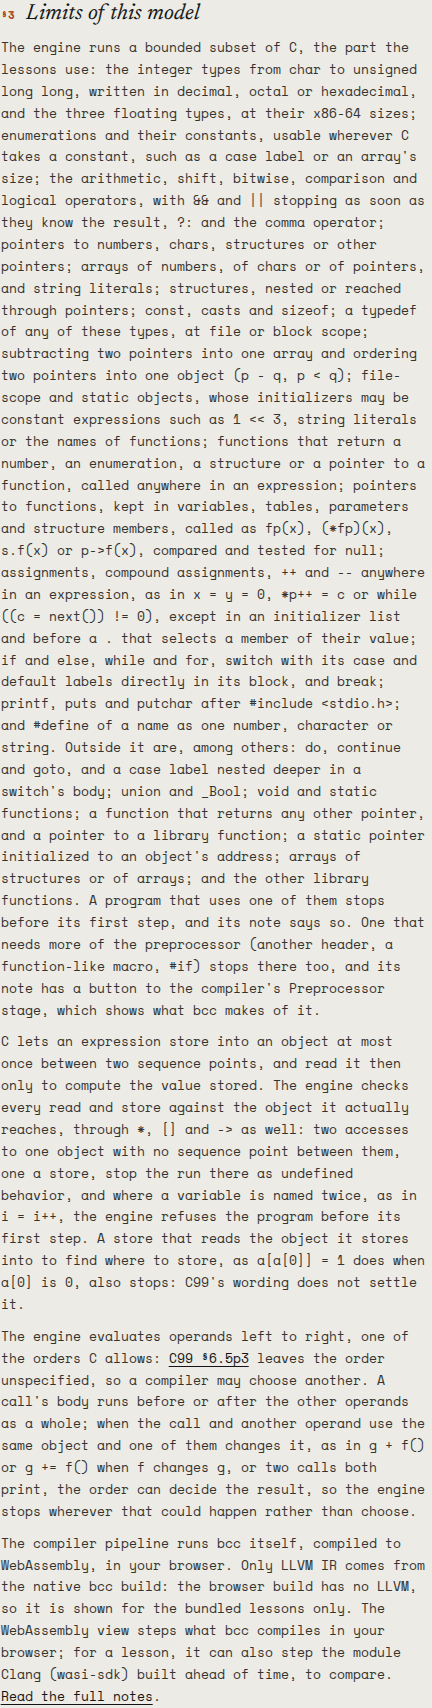 §3 Limits of this model
The engine runs a bounded subset of C, the part the
lessons use: the integer types from char to unsigned
long long, written in decimal, octal or hexadecimal,
and the three floating types, at their x86-64 sizes;
enumerations and their constants, usable wherever C
takes a constant, such as a case label or an array's
size; the arithmetic, shift, bitwise, comparison and
logical operators, with && and || stopping as soon as
they know the result, ?: and the comma operator;
pointers to numbers, chars, structures or other
pointers; arrays of numbers, of chars or of pointers,
and string literals; structures, nested or reached
through pointers; const, casts and sizeof; a typedef
of any of these types, at file or block scope;
subtracting two pointers into one array and ordering
two pointers into one object (p - q, p < q); file-
scope and static objects, whose initializers may be
constant expressions such as 1 << 3, string literals
or the names of functions; functions that return a
number, an enumeration, a structure or a pointer to a
function, called anywhere in an expression; pointers
to functions, kept in variables, tables, parameters
and structure members, called as fp(x), (*fp)(x),
s.f(x) or p->f(x), compared and tested for null;
assignments, compound assignments, ++ and -- anywhere
in an expression, as in x = y = 0, *p++ = c or while
((c = next()) != 0), except in an initializer list
and before a . that selects a member of their value;
if and else, while and for, switch with its case and
default labels directly in its block, and break;
printf, puts and putchar after #include <stdio.h>;
and #define of a name as one number, character or
string. Outside it are, among others: do, continue
and goto, and a case label nested deeper in a
switch's body; union and _Bool; void and static
functions; a function that returns any other pointer,
and a pointer to a library function; a static pointer
initialized to an object's address; arrays of
structures or of arrays; and the other library
functions. A program that uses one of them stops
before its first step, and its note says so. One that
needs more of the preprocessor (another header, a
function-like macro, #if) stops there too, and its
note has a button to the compiler's Preprocessor
stage, which shows what bcc makes of it.
C lets an expression store into an object at most
once between two sequence points, and read it then
only to compute the value stored. The engine checks
every read and store against the object it actually
reaches, through *, [] and -> as well: two accesses
to one object with no sequence point between them,
one a store, stop the run there as undefined
behavior, and where a variable is named twice, as in
i = i++, the engine refuses the program before its
first step. A store that reads the object it stores
into to find where to store, as a[a[0]] = 1 does when
a[0] is 0, also stops: C99's wording does not settle
it.
The engine evaluates operands left to right, one of
the orders C allows: C99 §6.5p3 leaves the order
unspecified, so a compiler may choose another. A
call's body runs before or after the other operands
as a whole; when the call and another operand use the
same object and one of them changes it, as in g + f()
or g += f() when f changes g, or two calls both
print, the order can decide the result, so the engine
stops wherever that could happen rather than choose.
The compiler pipeline runs bcc itself, compiled to
WebAssembly, in your browser. Only LLVM IR comes from
the native bcc build: the browser build has no LLVM,
so it is shown for the bundled lessons only. The
WebAssembly view steps what bcc compiles in your
browser; for a lesson, it can also step the module
Clang (wasi-sdk) built ahead of time, to compare.
Read the full notes.